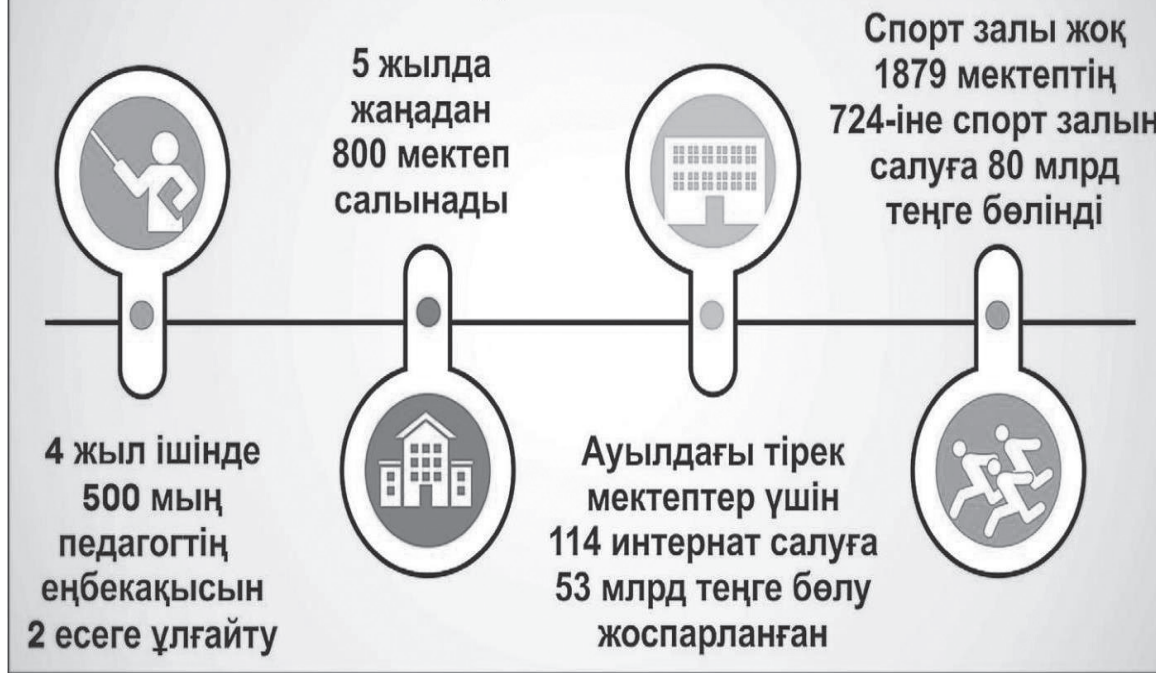 4 жыл ішінде
500 мың
педагогтің
еңбекақысын
2 есеге ұлғайту
5 жылда
жаңадан
800 мектеп
салынады
Ауылдағы тірек
мектептер үшін
114 интернат салуға
53 млрд теңге бөлу
жоспарланған
Спорт залы жоқ
1879 мектептің
724-іне спорт залын
салуға 80 млрд
теңге бөлінді